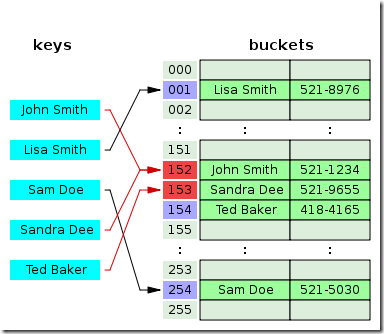 keys buckets
000
001 Lisa Smith 521-8976
002
: : :
151
152 John Smith 521-1234
153 Sandra Dee 521-9655
154 Ted Baker 418-4165
155
: : :
253
254 Sam Doe 521-5030
255
John Smith
Lisa Smith
Sam Doe
Sandra Dee
Ted Baker